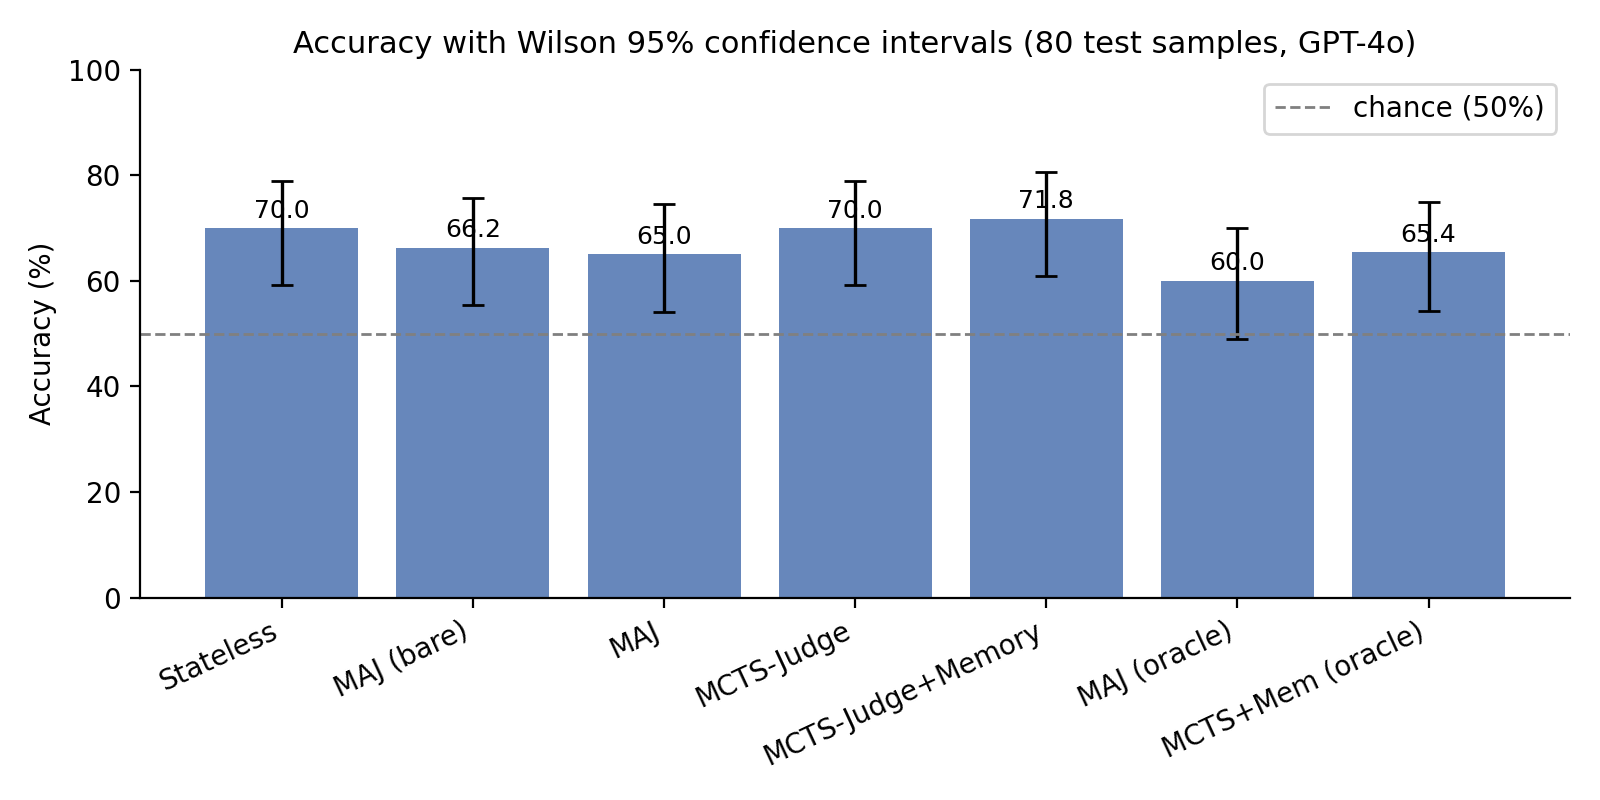 Accuracy with Wilson 95% confidence intervals (80 test samples, GPT-4o)
chance (50%)
Accuracy (%)
100
80
60
40
20
0
70.0
66.2
65.0
70.0
71.8
60.0
65.4
Stateless
MAJ (bare)
MAJ
MCTS-Judge
MCTS-Judge+Memory
MAJ (oracle)
MCTS+Mem (oracle)